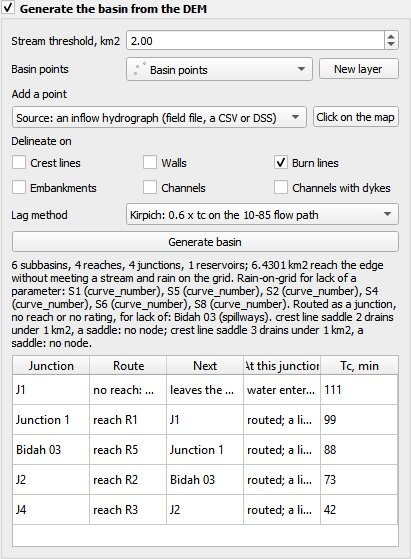 Generate the basin from the DEM
Stream threshold, km2 2.00
Basin points Basin points New layer
Add a point
Source: an inflow hydrograph (field file, a CSV or DSS) Click on the map
Delineate on
Crest lines Walls Burn lines
Embankments Channels Channels with dykes
Lag method Kirpich: 0.6 x tc on the 10-85 flow path
Generate basin
6 subbasins, 4 reaches, 4 junctions, 1 reservoirs; 6.4301 km2 reach the edge
without meeting a stream and rain on the grid. Rain-on-grid for lack of a
parameter: S1 (curve_number), S5 (curve_number), S2 (curve_number), S4
(curve_number), S6 (curve_number), S8 (curve_number). Routed as a junction,
no reach or no rating, for lack of: Bidah 03 (spillways). crest line saddle 2 drains
under 1 km2, a saddle: no node; crest line saddle 3 drains under 1 km2, a
saddle: no node.
Junction Route Next At this junction Tc, min
J1 no reach: ... leaves the ... water enter... 111
Junction 1 reach R1 J1 routed; a li... 99
Bidah 03 reach R5 Junction 1 routed; a li... 88
J2 reach R2 Bidah 03 routed; a li... 73
J4 reach R3 J2 routed; a li... 42